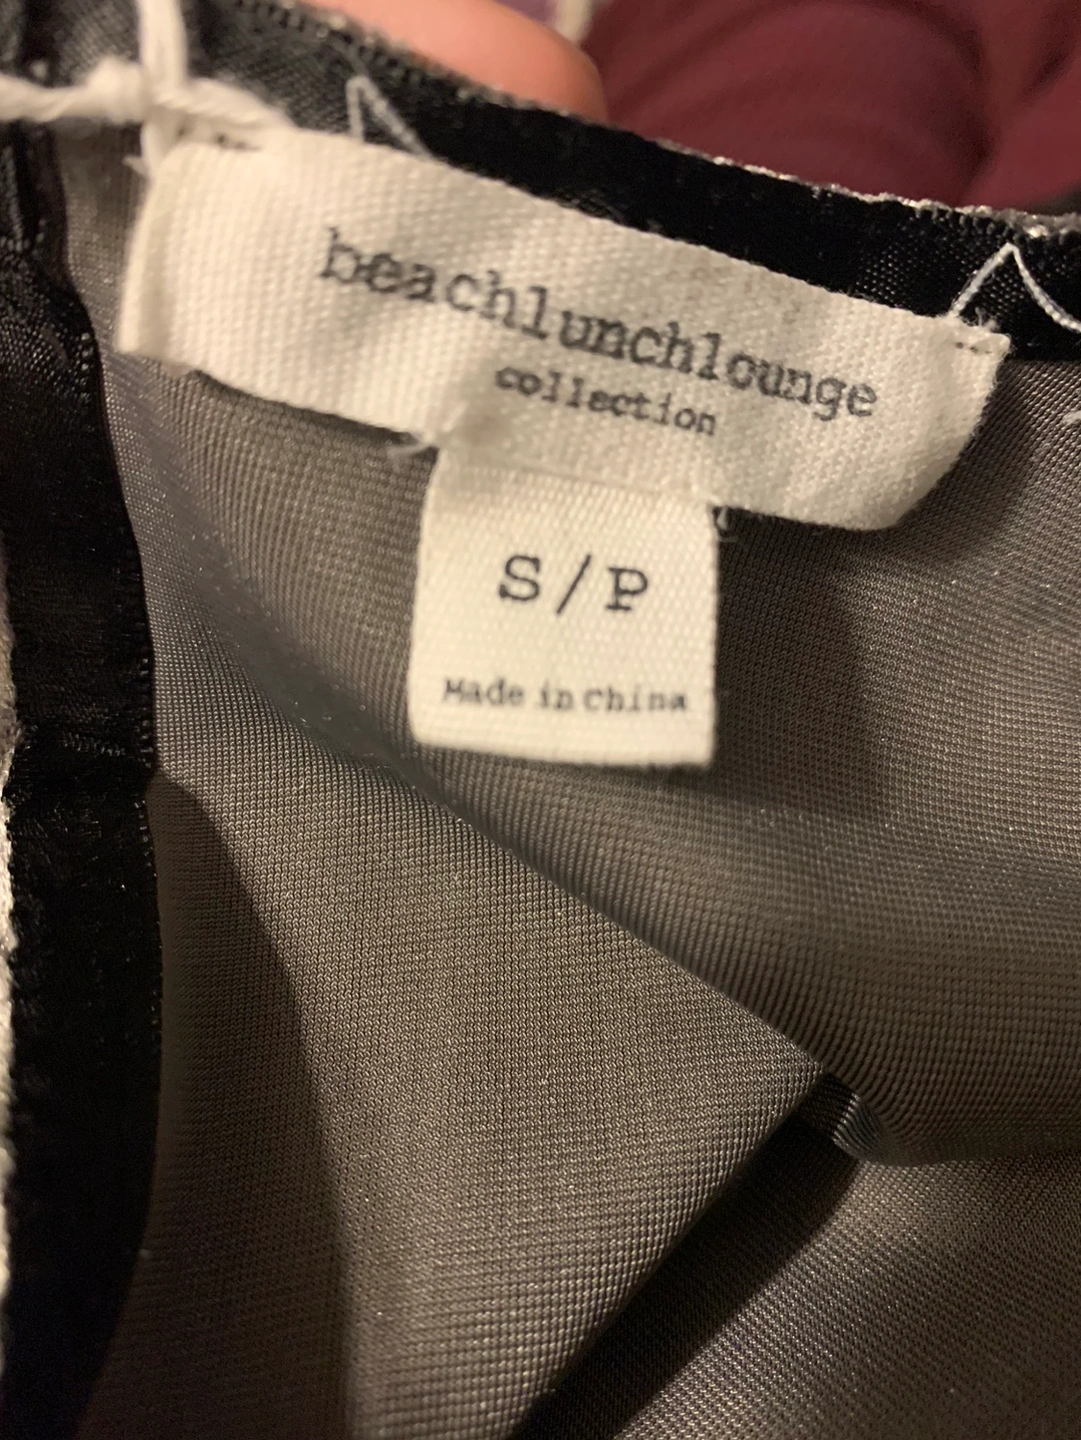 beachlunchlounge
collection
S/P
Made in China